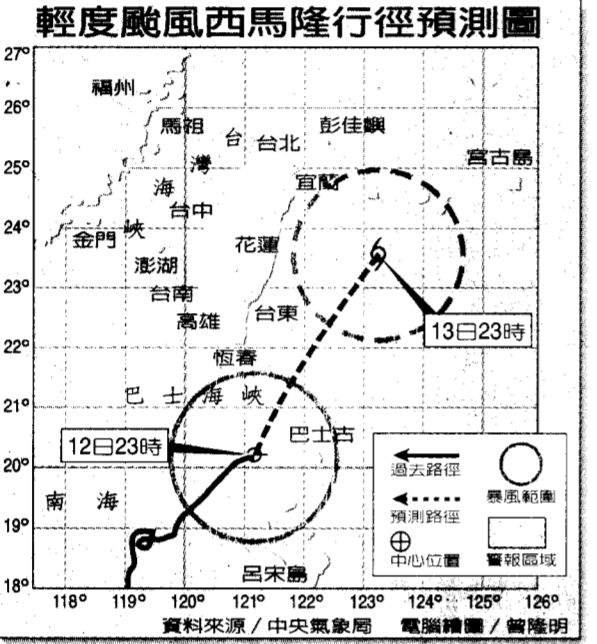 輕度颱風西馬隆行徑預測圖
27°
福州
26°
馬祖
台
台北
彭佳嶼
25°
灣
宮古島
海
宜蘭
台中
24°
金門
峽
花蓮
澎湖
23°
台南
13日23時
高雄
台東
22°
恆春
巴士海峽
21°
12日23時
巴士古
20°
過去路徑
暴風範圍
南海
預測路徑
19°
中心位置
警報區域
呂宋島
18°
118° 119° 120° 121° 122° 123° 124° 125° 126°
資料來源/中央氣象局 電腦繪圖/曾隆明